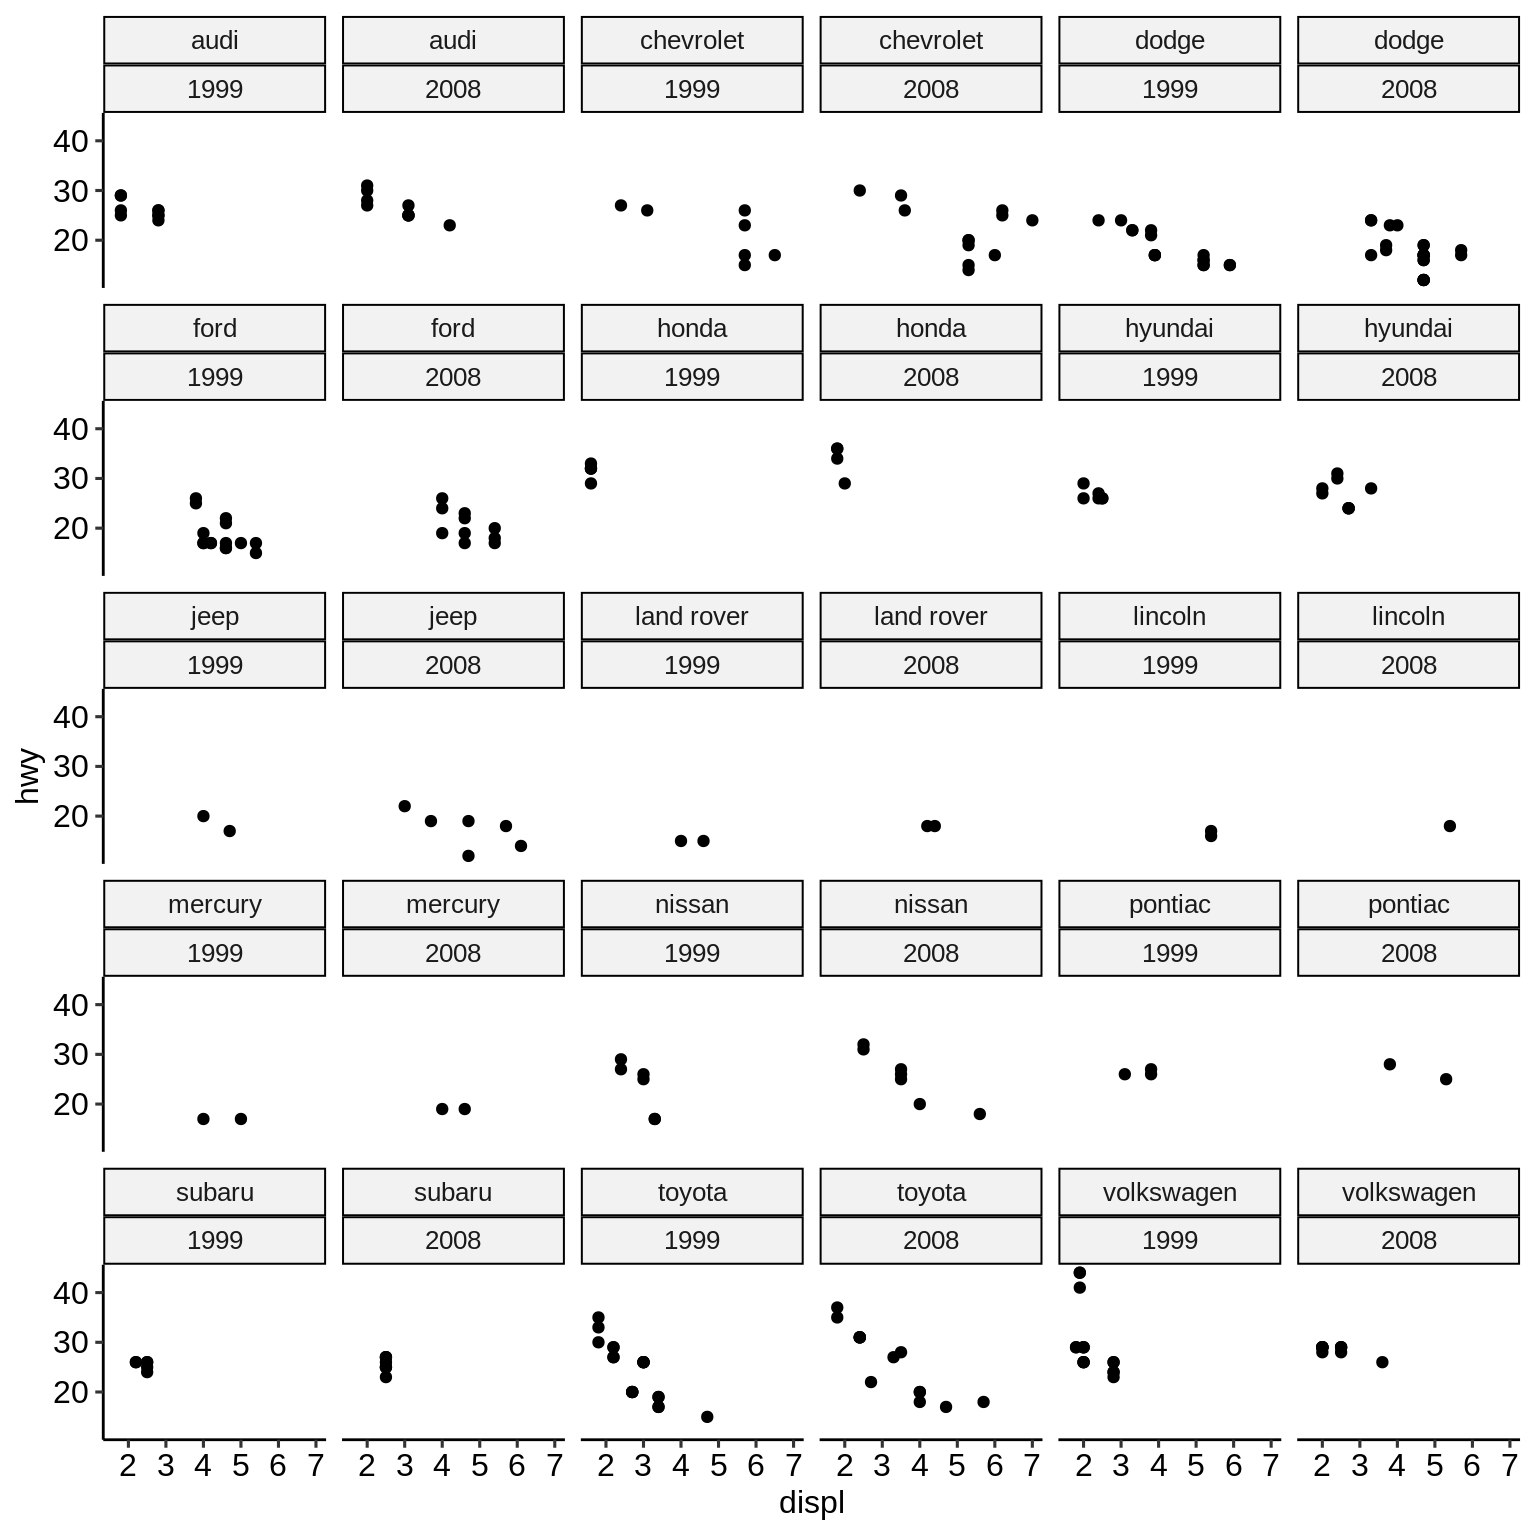 audi audi chevrolet chevrolet dodge dodge
1999 2008 1999 2008 1999 2008
40
30
20
ford ford honda honda hyundai hyundai
1999 2008 1999 2008 1999 2008
40
30
20
jeep jeep land rover land rover lincoln lincoln
1999 2008 1999 2008 1999 2008
40
hwy
30
20
mercury mercury nissan nissan pontiac pontiac
1999 2008 1999 2008 1999 2008
40
30
20
subaru subaru toyota toyota volkswagen volkswagen
1999 2008 1999 2008 1999 2008
40
30
20
2 3 4 5 6 7 2 3 4 5 6 7 2 3 4 5 6 7 2 3 4 5 6 7 2 3 4 5 6 7 2 3 4 5 6 7
displ